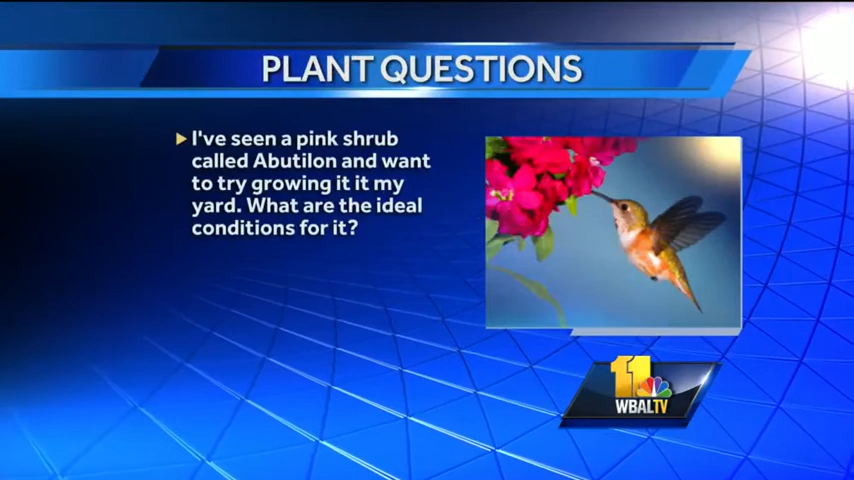 PLANT QUESTIONS
I've seen a pink shrub
called Abutilon and want
to try growing it it my
yard. What are the ideal
conditions for it?
11
WBALTV